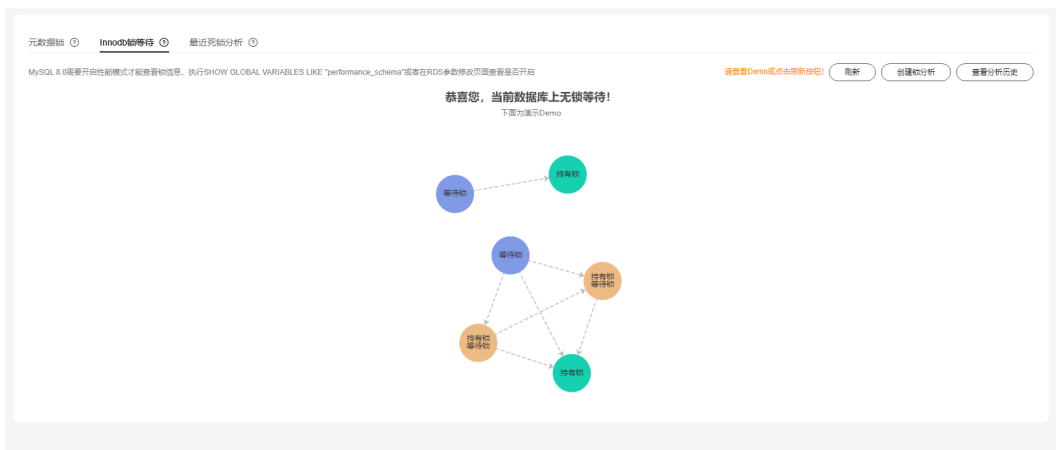 元数据锁 ?
Innodb锁等待 ?
最近死锁分析 ?
MySQL 8.0需要开启性能模式才能查看锁信息，执行SHOW GLOBAL VARIABLES LIKE "performance_schema"或者在RDS参数修改页面查看是否开启
请查看Demo或点击刷新按钮!
刷新
创建锁分析
查看分析历史
恭喜您，当前数据库上无锁等待！
下面为演示Demo
持有锁
等待锁
等待锁
持有锁
等待锁
持有锁
等待锁
持有锁